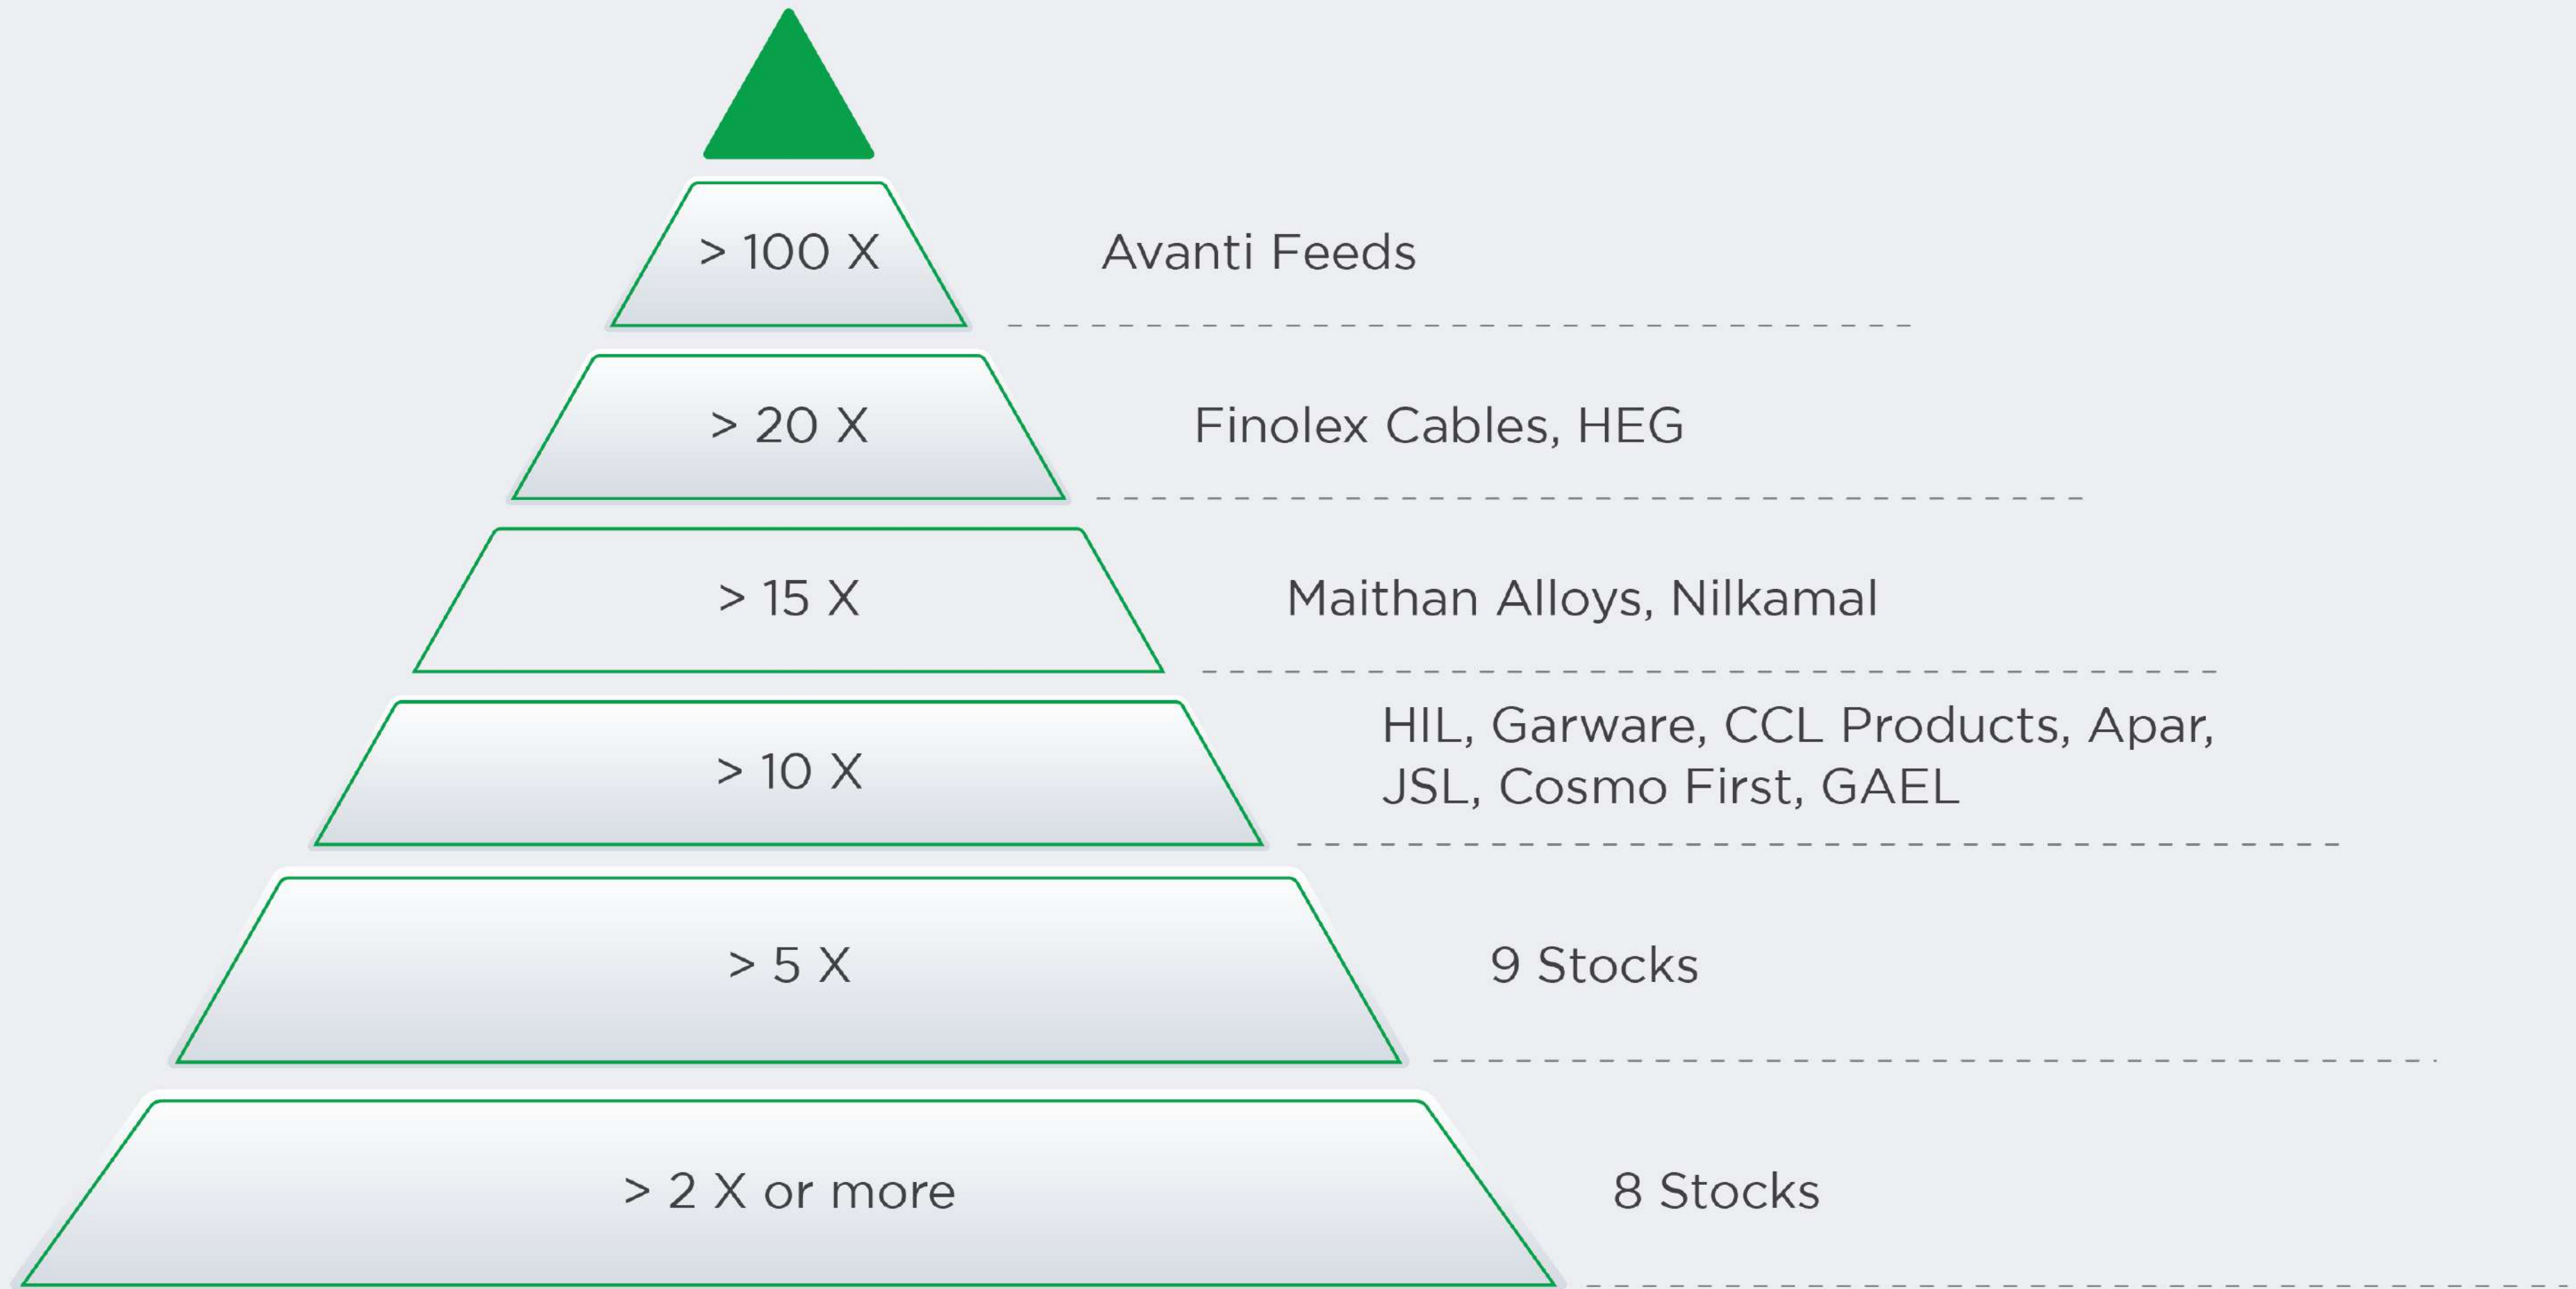 > 100 X
Avanti Feeds
> 20 X
Finolex Cables, HEG
> 15 X
Maithan Alloys, Nilkamal
> 10 X
HIL, Garware, CCL Products, Apar,
JSL, Cosmo First, GAEL
> 5 X
9 Stocks
> 2 X or more
8 Stocks